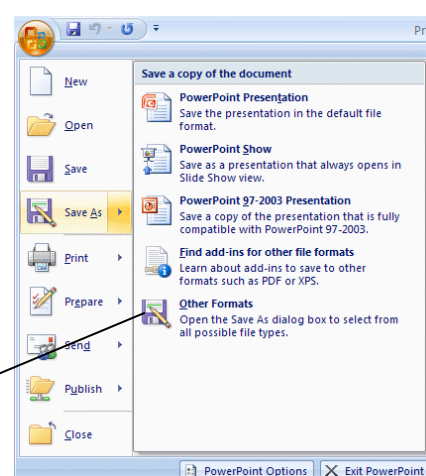 Pr
New
Open
Save
Save As
Print
Prepare
Send
Publish
Close
Save a copy of the document
PowerPoint Presentation
Save the presentation in the default file
format.
PowerPoint Show
Save as a presentation that always opens in
Slide Show view.
PowerPoint 97-2003 Presentation
Save a copy of the presentation that is fully
compatible with PowerPoint 97-2003.
Find add-ins for other file formats
Learn about add-ins to save to other
formats such as PDF or XPS.
Other Formats
Open the Save As dialog box to select from
all possible file types.
PowerPoint Options
Exit PowerPoint